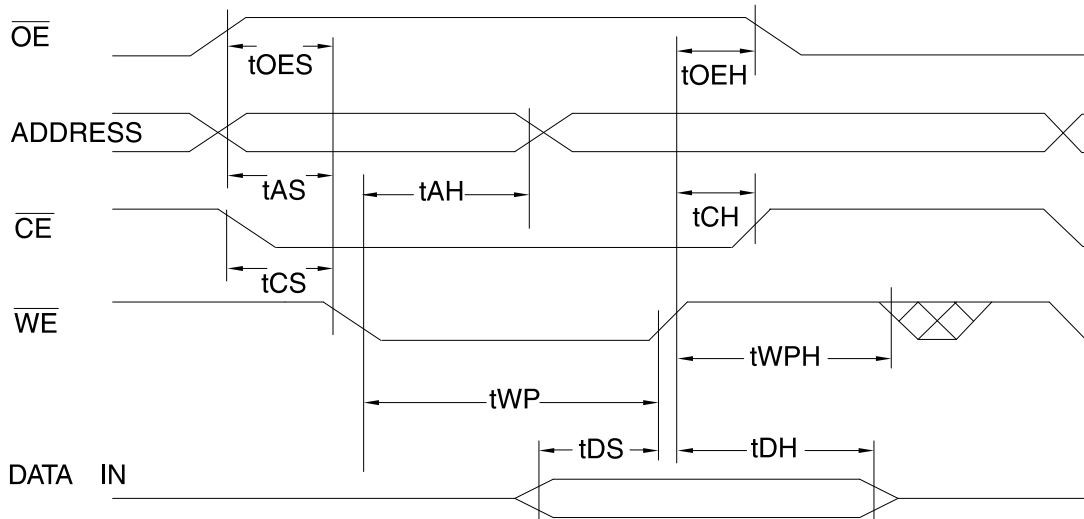 OE
tOES
tOEH
ADDRESS
tAS
tAH
tCH
CE
tCS
WE
tWPH
tWP
tDS
tDH
DATA IN